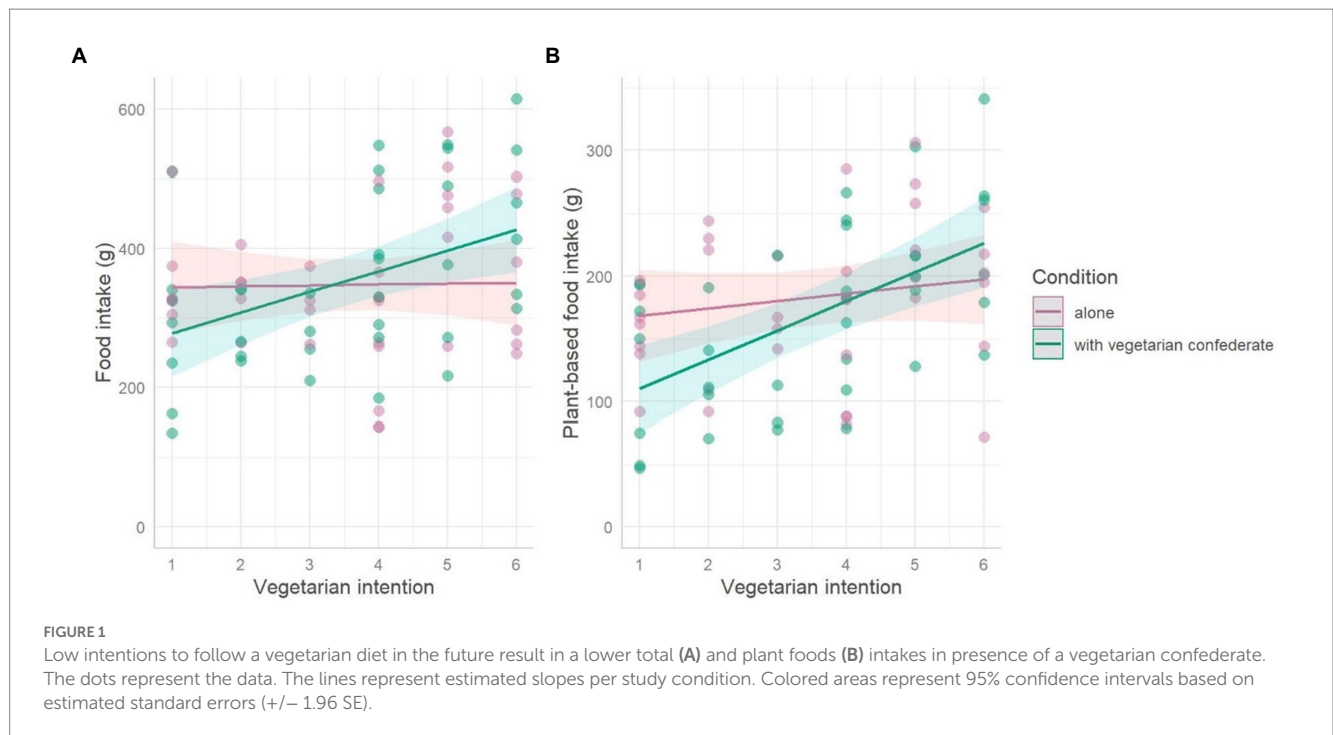 A
B
600
400
200
0
Food intake (g)
1 2 3 4 5 6
Vegetarian intention
300
200
100
0
Plant-based food intake (g)
1 2 3 4 5 6
Vegetarian intention
Condition
alone
with vegetarian confederate
FIGURE 1
Low intentions to follow a vegetarian diet in the future result in a lower total (A) and plant foods (B) intakes in presence of a vegetarian confederate.
The dots represent the data. The lines represent estimated slopes per study condition. Colored areas represent 95% confidence intervals based on
estimated standard errors (+/− 1.96 SE).